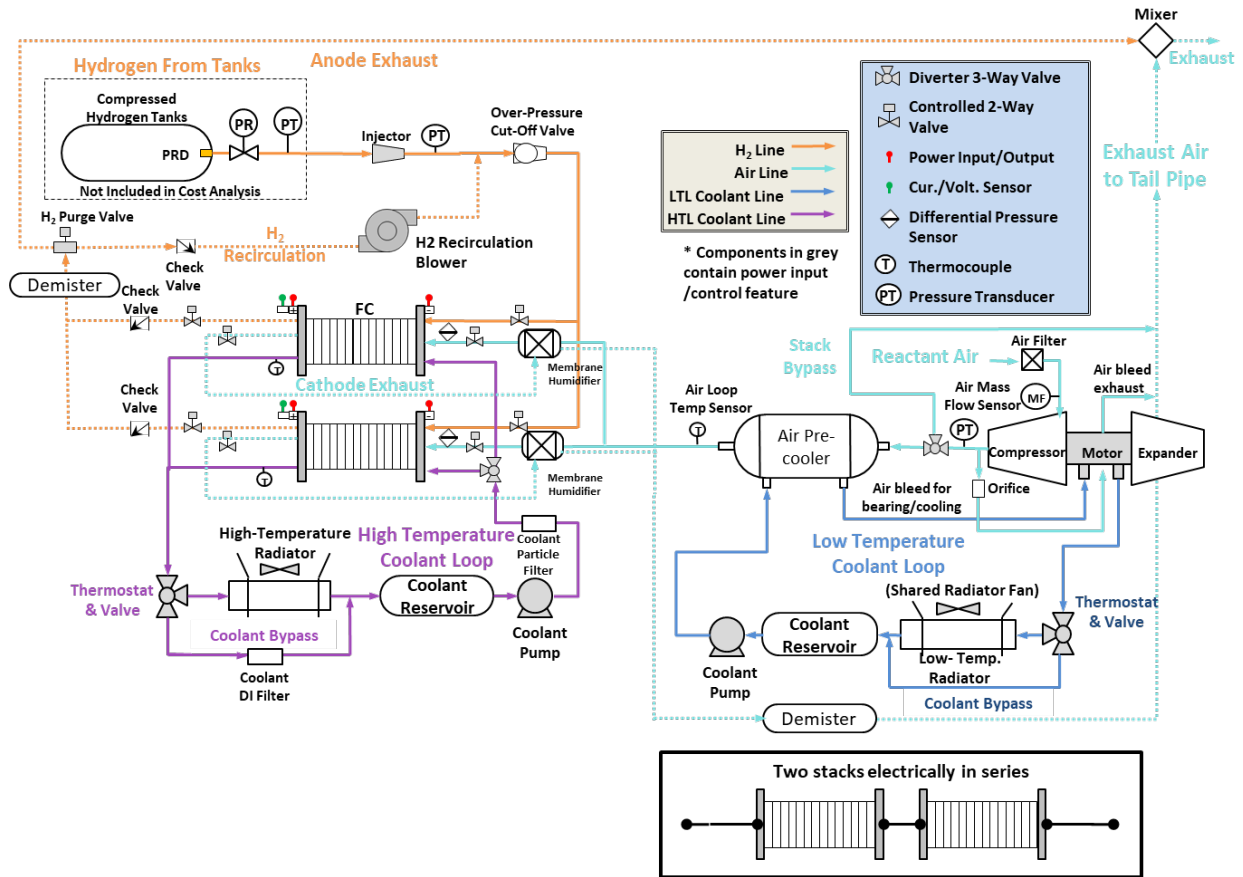 Mixer
Exhaust
Anode Exhaust
Hydrogen From Tanks
Compressed
Hydrogen Tanks
PRD
PR
PT
Not Included in Cost Analysis
Injector
PT
Over-Pressure
Cut-Off Valve
H₂ Line
Air Line
LTL Coolant Line
HTL Coolant Line
* Components in grey
contain power input
/control feature
Diverter 3-Way Valve
Controlled 2-Way
Valve
Power Input/Output
Cur./Volt. Sensor
Differential Pressure
Sensor
T
Thermocouple
PT
Pressure Transducer
Exhaust Air
to Tail Pipe
H₂ Purge Valve
H₂
Recirculation
H2 Recirculation
Blower
Check
Valve
Demister
Check
Valve
FC
+
-
T
Membrane
Humidifier
Cathode Exhaust
Check
Valve
+
-
T
Membrane
Humidifier
Stack
Bypass
Reactant Air
Air Filter
Air Mass
Flow Sensor
MF
Air bleed
exhaust
Air Loop
Temp Sensor
T
Air Pre-
cooler
PT
Compressor
Motor
Expander
Orifice
Air bleed for
bearing/cooling
High-Temperature
Radiator
High Temperature
Coolant Loop
Coolant
Particle
Filter
Thermostat
& Valve
Coolant
Reservoir
Coolant Bypass
Coolant
Pump
Coolant
DI Filter
Low Temperature
Coolant Loop
(Shared Radiator Fan)
Thermostat
& Valve
Coolant
Reservoir
Coolant
Pump
Low- Temp.
Radiator
Coolant Bypass
Demister
Two stacks electrically in series